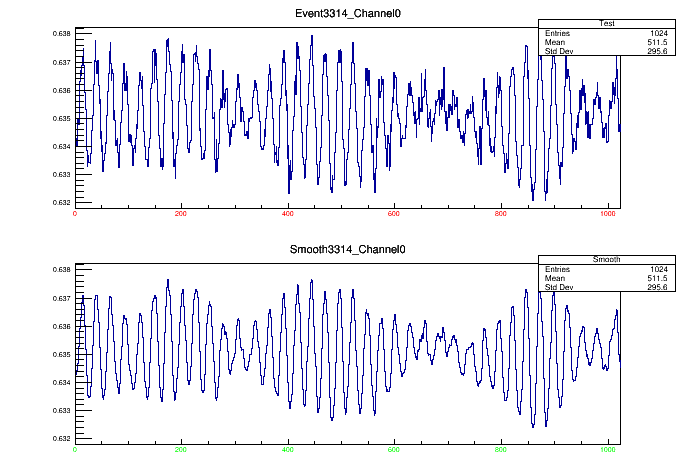 Event3314_Channel0
Test
Entries 1024
Mean 511.5
Std Dev 295.6
0.638
0.637
0.636
0.635
0.634
0.633
0.632
0 200 400 600 800 1000
Smooth3314_Channel0
Smooth
Entries 1024
Mean 511.5
Std Dev 295.6
0.638
0.637
0.636
0.635
0.634
0.633
0.632
0 200 400 600 800 1000